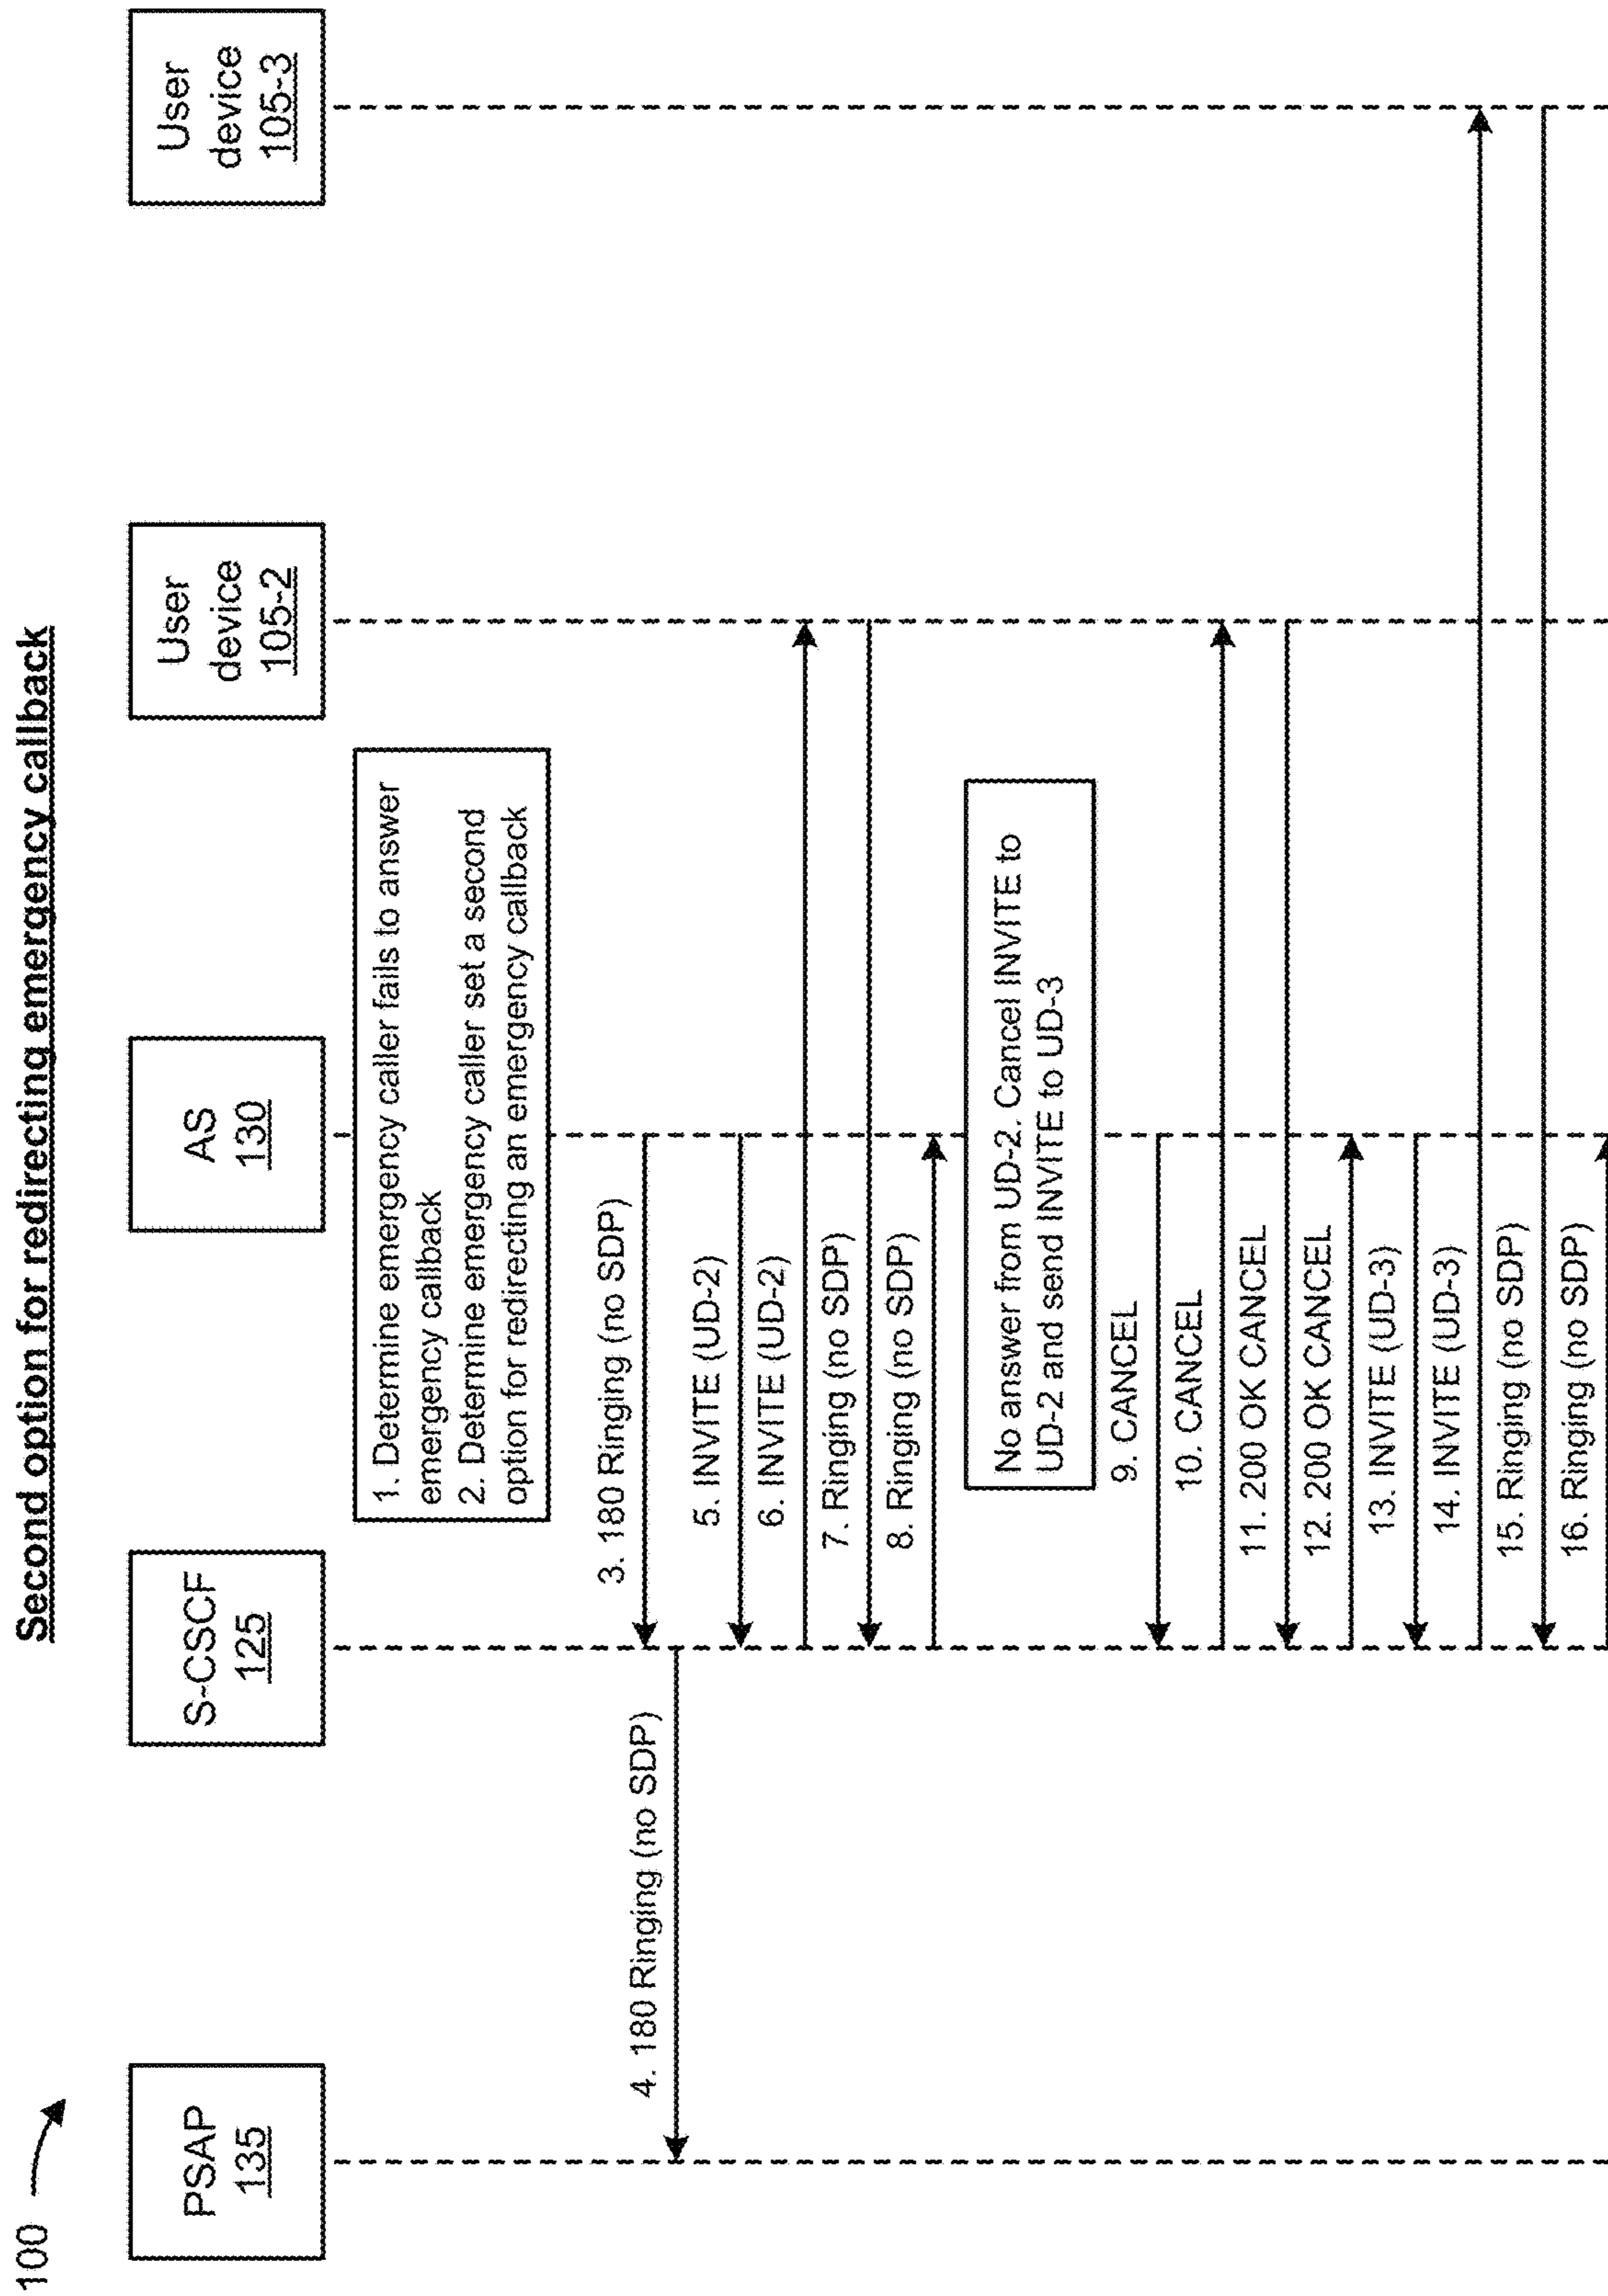 100
Second option for redirecting emergency callback
PSAP
135
S-CSCF
125
AS
130
User
device
105-2
User
device
105-3
1. Determine emergency caller fails to answer
emergency callback
2. Determine emergency caller set a second
option for redirecting an emergency callback
3. 180 Ringing (no SDP)
4. 180 Ringing (no SDP)
5. INVITE (UD-2)
6. INVITE (UD-2)
7. Ringing (no SDP)
8. Ringing (no SDP)
No answer from UD-2. Cancel INVITE to
UD-2 and send INVITE to UD-3
9. CANCEL
10. CANCEL
11. 200 OK CANCEL
12. 200 OK CANCEL
13. INVITE (UD-3)
14. INVITE (UD-3)
15. Ringing (no SDP)
16. Ringing (no SDP)